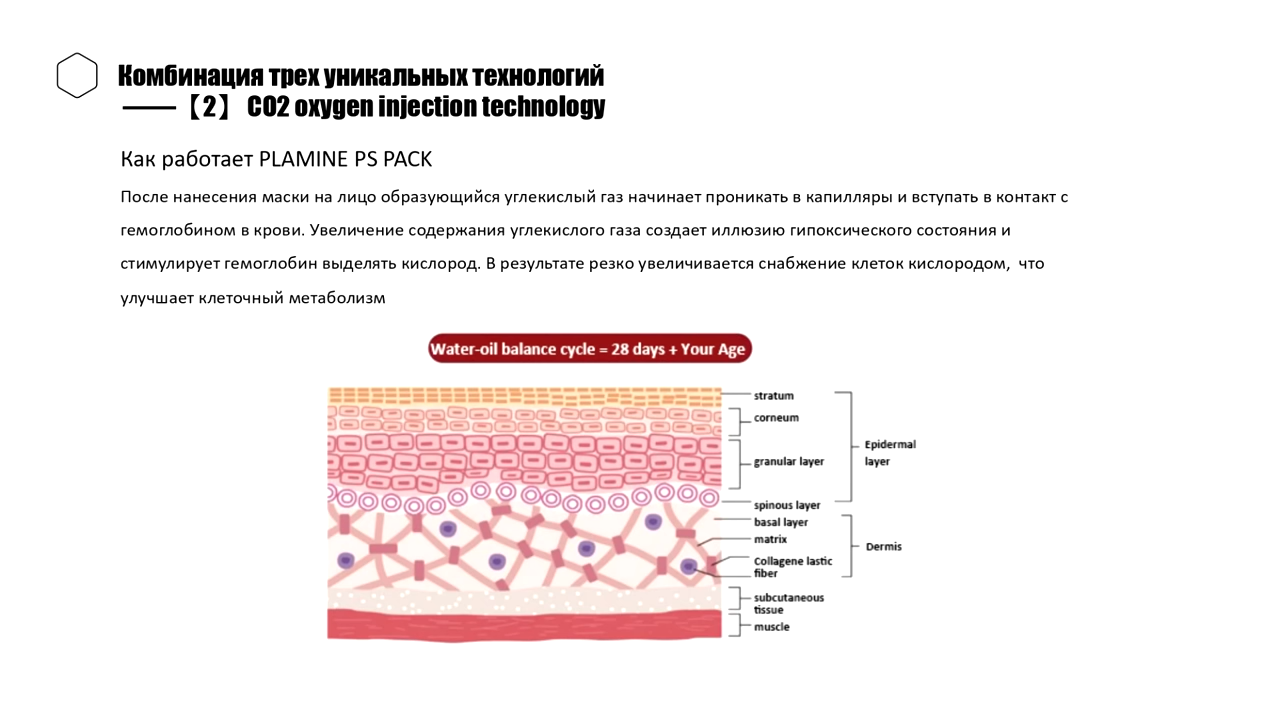 Комбинация трех уникальных технологий
——【2】 CO2 oxygen injection technology
Как работает PLAMINE PS PACK
После нанесения маски на лицо образующийся углекислый газ начинает проникать в капилляры и вступать в контакт с
гемоглобином в крови. Увеличение содержания углекислого газа создает иллюзию гипоксического состояния и
стимулирует гемоглобин выделять кислород. В результате резко увеличивается снабжение клеток кислородом, что
улучшает клеточный метаболизм
Water-oil balance cycle = 28 days + Your Age
stratum
corneum
granular layer
Epidermal
layer
spinous layer
basal layer
matrix
Dermis
Collagene lastic
fiber
subcutaneous
tissue
muscle